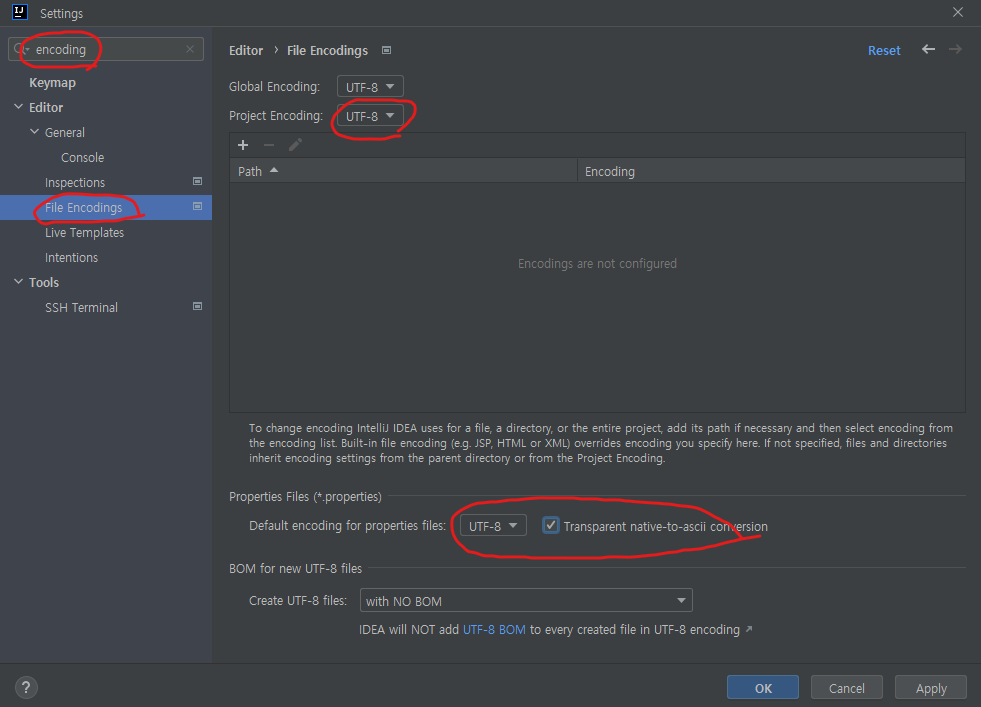 IJ Settings
encoding
Keymap
Editor
General
Console
Inspections
File Encodings
Live Templates
Intentions
Tools
SSH Terminal
Editor › File Encodings
Reset
Global Encoding: UTF-8
Project Encoding: UTF-8
Path Encoding
Encodings are not configured
To change encoding IntelliJ IDEA uses for a file, a directory, or the entire project, add its path if necessary and then select encoding from
the encoding list. Built-in file encoding (e.g. JSP, HTML or XML) overrides encoding you specify here. If not specified, files and directories
inherit encoding settings from the parent directory or from the Project Encoding.
Properties Files (*.properties)
Default encoding for properties files: UTF-8 Transparent native-to-ascii conversion
BOM for new UTF-8 files
Create UTF-8 files: with NO BOM
IDEA will NOT add UTF-8 BOM to every created file in UTF-8 encoding ↗
? OK Cancel Apply